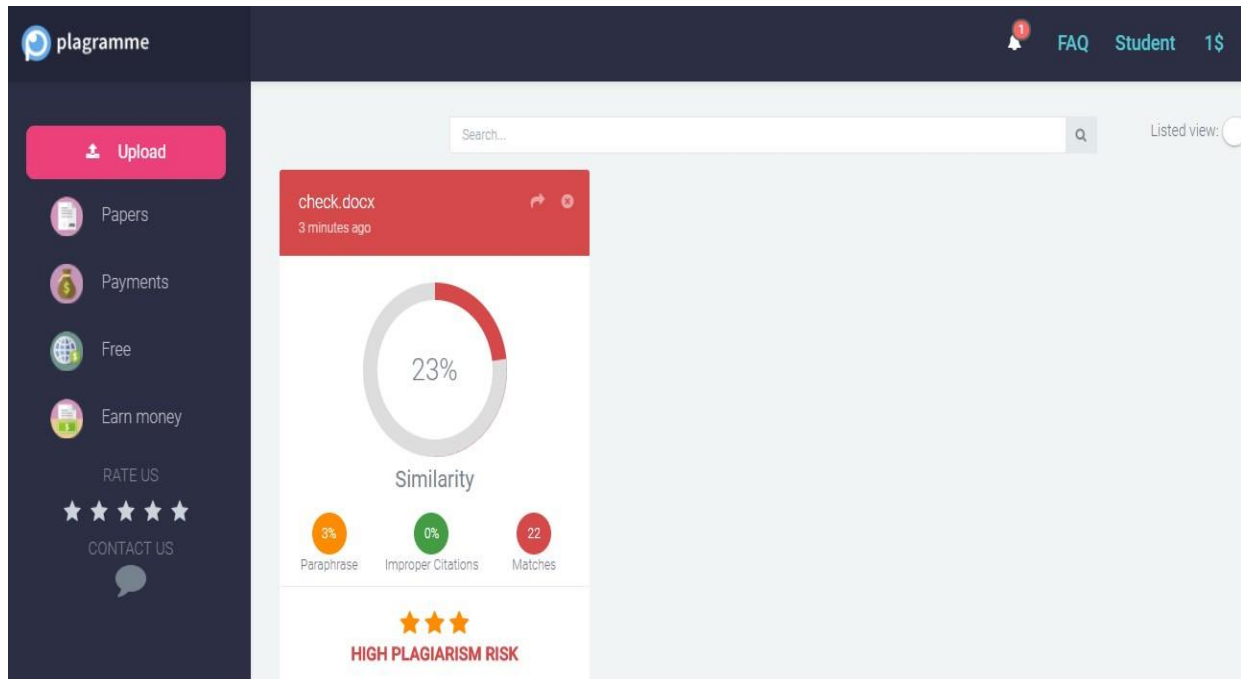 plagramme
1
FAQ Student 1$
Upload
Papers
Payments
Free
Earn money
RATE US
CONTACT US
Search...
Listed view:
check.docx
3 minutes ago
23%
Similarity
3% 0% 22
Paraphrase Improper Citations Matches
HIGH PLAGIARISM RISK